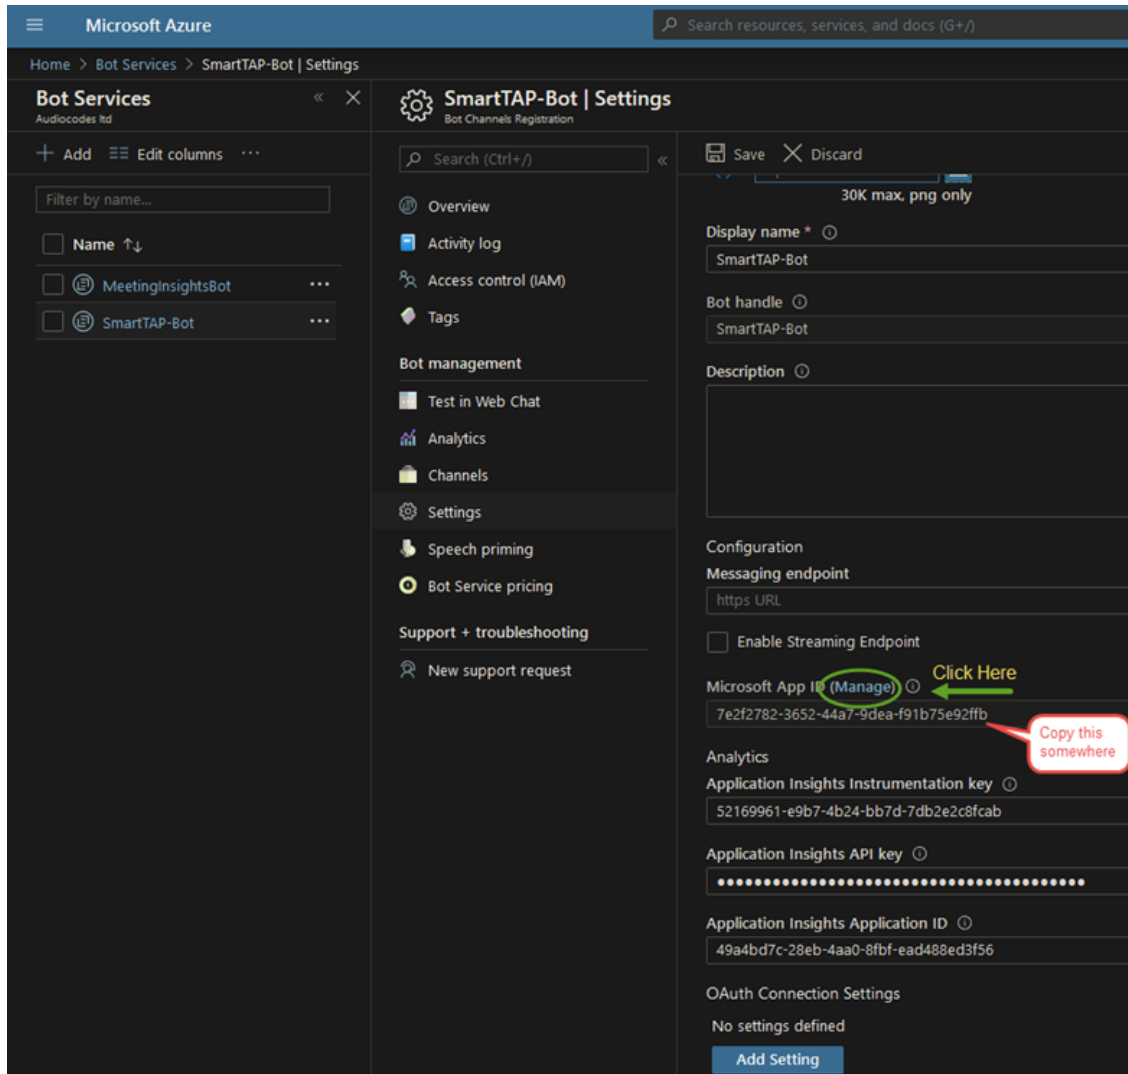 Microsoft Azure
Search resources, services, and docs (G+/)
Home > Bot Services > SmartTAP-Bot | Settings
Bot Services
Audiocodes ltd
Add
Edit columns
Filter by name...
Name
MeetingInsightsBot
SmartTAP-Bot
SmartTAP-Bot | Settings
Bot Channels Registration
Search (Ctrl+/)
Overview
Activity log
Access control (IAM)
Tags
Bot management
Test in Web Chat
Analytics
Channels
Settings
Speech priming
Bot Service pricing
Support + troubleshooting
New support request
Save
Discard
30K max, png only
Display name *
SmartTAP-Bot
Bot handle
SmartTAP-Bot
Description
Configuration
Messaging endpoint
https URL
Enable Streaming Endpoint
Microsoft App ID (Manage)
Click Here
7e2f2782-3652-44a7-9dea-f91b75e92ffb
Copy this
somewhere
Analytics
Application Insights Instrumentation key
52169961-e9b7-4b24-bb7d-7db2e2c8fcab
Application Insights API key
Application Insights Application ID
49a4bd7c-28eb-4aa0-8fbf-ead488ed3f56
OAuth Connection Settings
No settings defined
Add Setting